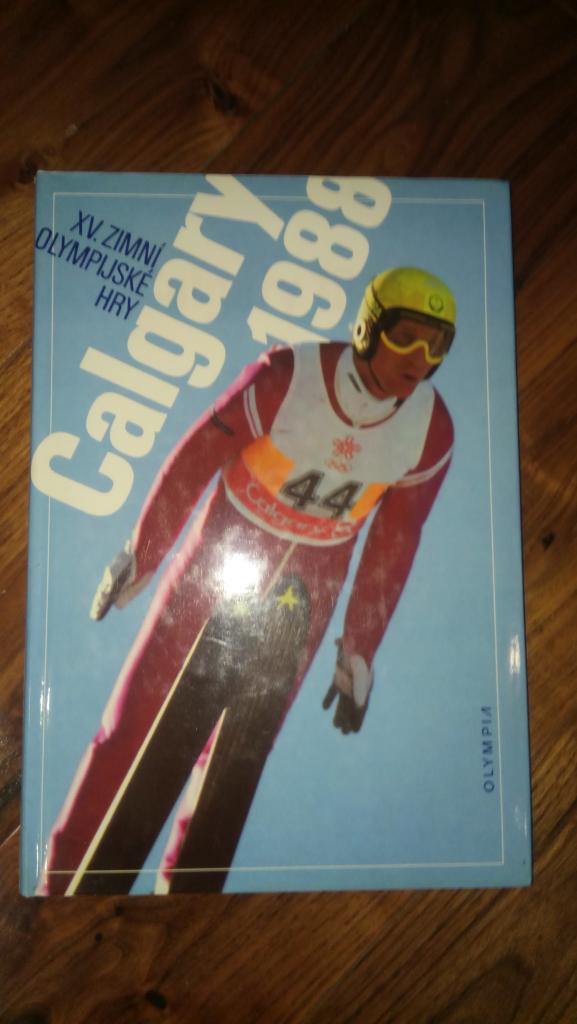 XV. ZIMNÍ
OLYMPIJSKÉ
HRY
Calgary
1988
44
Calgary
OLYMPIA